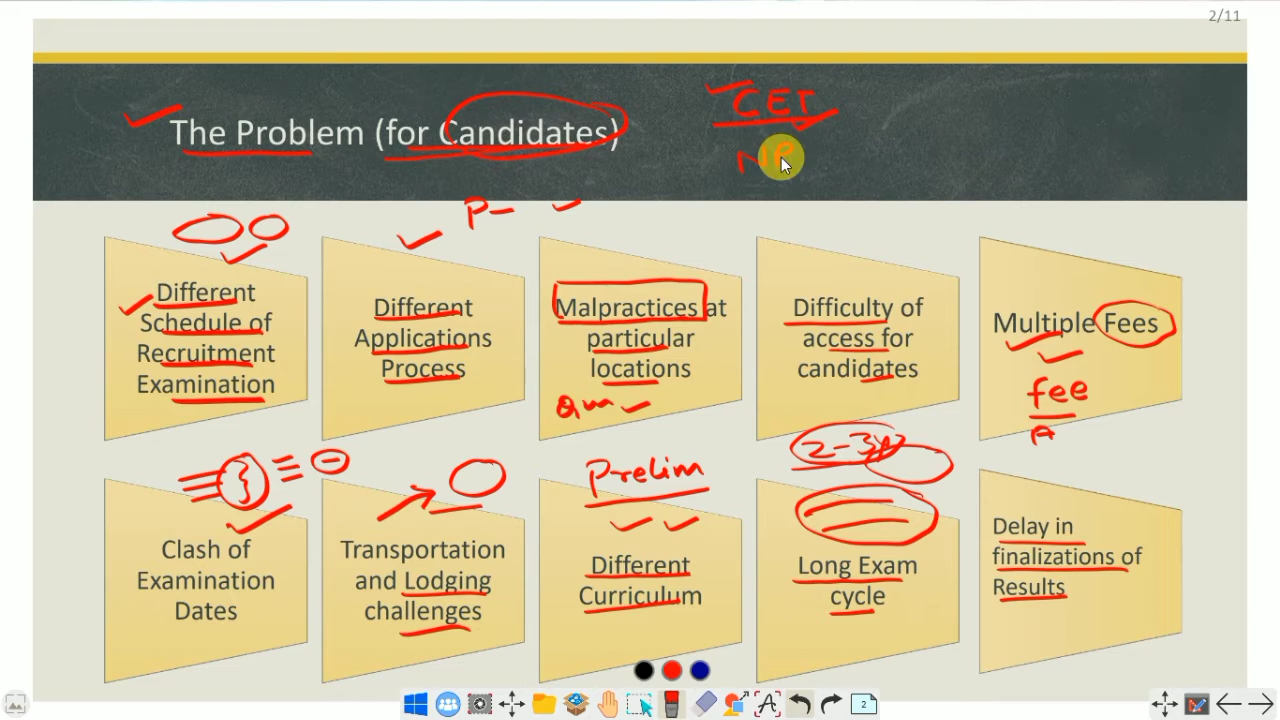 2/11
The Problem (for Candidates)
CET
NR
P-
Different
Schedule of
Recruitment
Examination
Different
Applications
Process
Malpractices at
particular
locations
Difficulty of
access for
candidates
Multiple Fees
fee
A
2-3
Prelim
Clash of
Examination
Dates
Transportation
and Lodging
challenges
Different
Curriculum
Long Exam
cycle
Delay in
finalizations of
Results
2